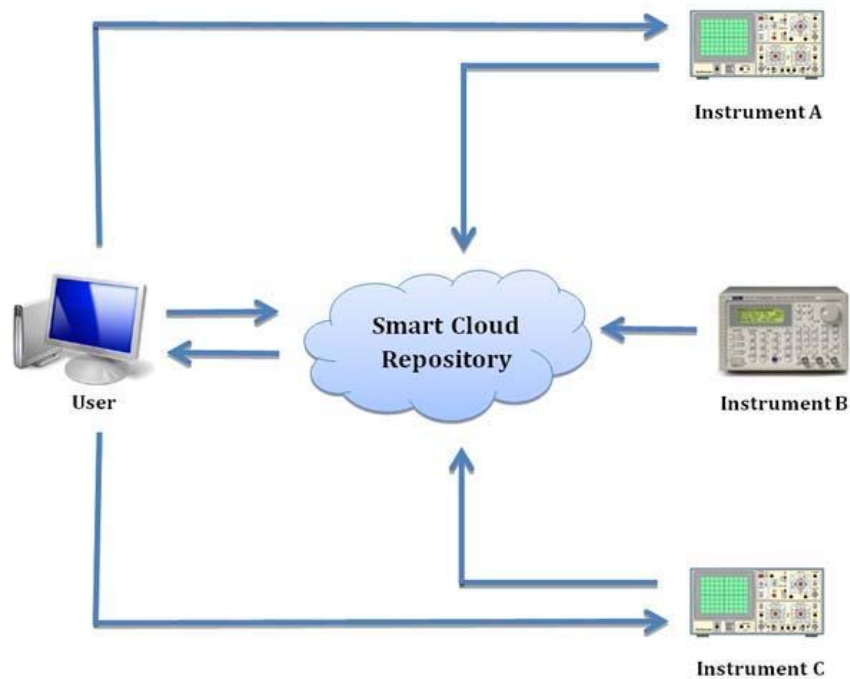 Instrument A
Smart Cloud
Repository
User
Instrument B
Instrument C